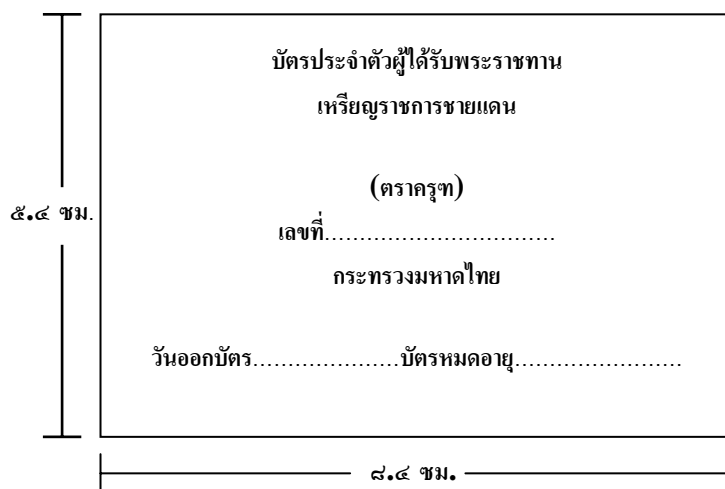 บัตรประจำตัวผู้ได้รับพระราชทาน
เหรียญราชการชายแดน
(ตราครุฑ)
๕.๔ ซม.
เลขที่.................................
กระทรวงมหาดไทย
วันออกบัตร.....................บัตรหมดอายุ........................
๘.๔ ซม.